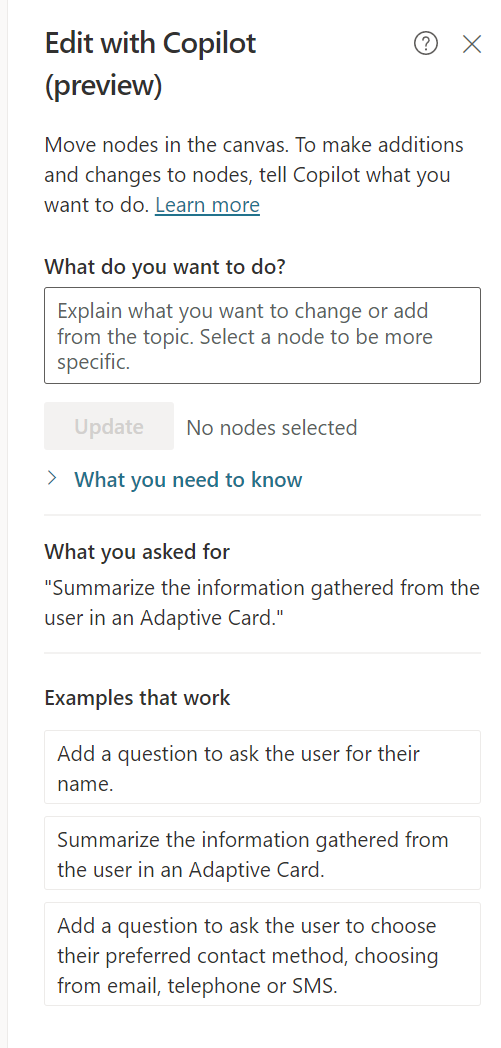 Edit with Copilot
(preview)
Move nodes in the canvas. To make additions
and changes to nodes, tell Copilot what you
want to do. Learn more
What do you want to do?
Explain what you want to change or add
from the topic. Select a node to be more
specific.
Update No nodes selected
What you need to know
What you asked for
"Summarize the information gathered from the
user in an Adaptive Card."
Examples that work
Add a question to ask the user for their
name.
Summarize the information gathered from
the user in an Adaptive Card.
Add a question to ask the user to choose
their preferred contact method, choosing
from email, telephone or SMS.